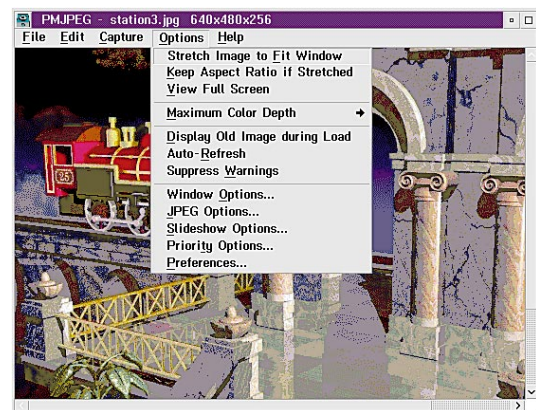 PMJPEG - station3.jpg 640x480x256
File Edit Capture Options Help
Stretch Image to Fit Window
Keep Aspect Ratio if Stretched
View Full Screen
Maximum Color Depth
Display Old Image during Load
Auto-Refresh
Suppress Warnings
Window Options...
JPEG Options...
Slideshow Options...
Priority Options...
Preferences...
25